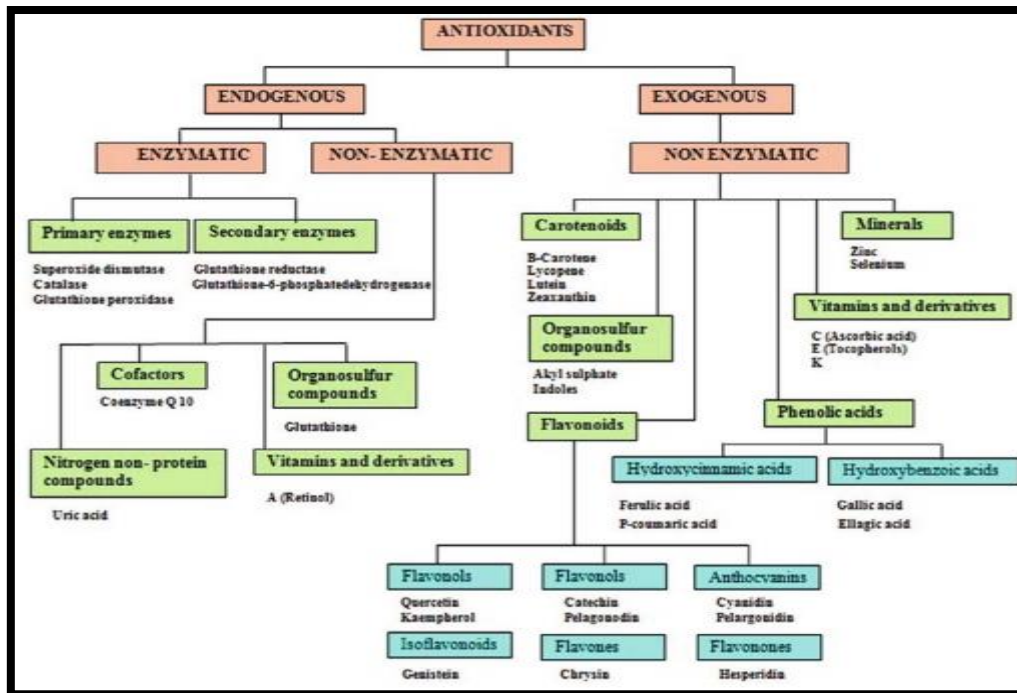 ANTIOXIDANTS
ENDOGENOUS
EXOGENOUS
ENZYMATIC
NON- ENZYMATIC
NON ENZYMATIC
Primary enzymes
Superoxide dismutase
Catalase
Glutathione peroxidase
Secondary enzymes
Glutathione reductase
Glutathione-6-phosphatedehydrogenase
Cofactors
Coenzyme Q 10
Organosulfur
compounds
Glutathione
Nitrogen non- protein
compounds
Uric acid
Vitamins and derivatives
A (Retinol)
Carotenoids
B-Carotene
Lycopene
Lutein
Zeaxanthin
Organosulfur
compounds
Akyl sulphate
Indoles
Flavonoids
Minerals
Zinc
Selenium
Vitamins and derivatives
C (Ascorbic acid)
E (Tocopherols)
K
Phenolic acids
Hydroxycinnamic acids
Ferulic acid
P-coumaric acid
Hydroxybenzoic acids
Gallic acid
Ellagic acid
Flavonols
Quercetin
Kaempferol
Flavonols
Catechin
Pelagonodin
Anthocyanins
Cyanidin
Pelargonidin
Isoflavonoids
Genistein
Flavones
Chrysin
Flavonones
Hesperidin